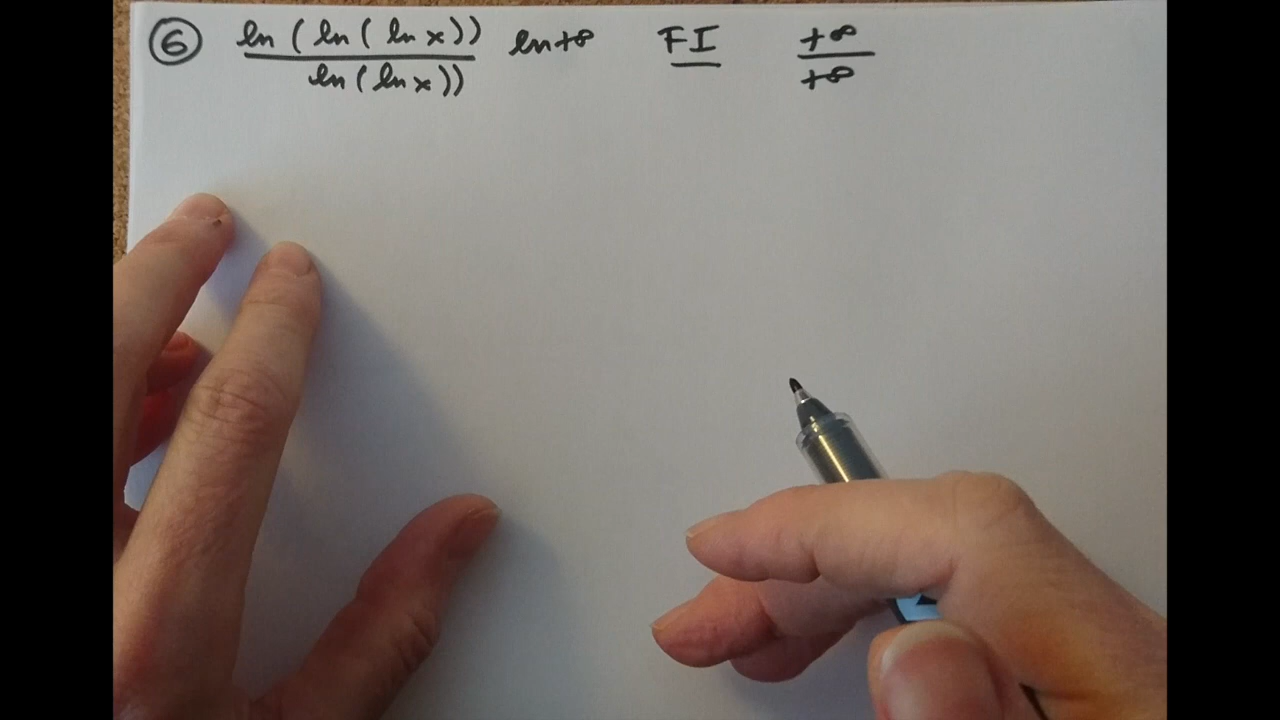 ⑥ ln (ln (ln x)) / ln (ln x)) en +∞ FI +∞ / +∞